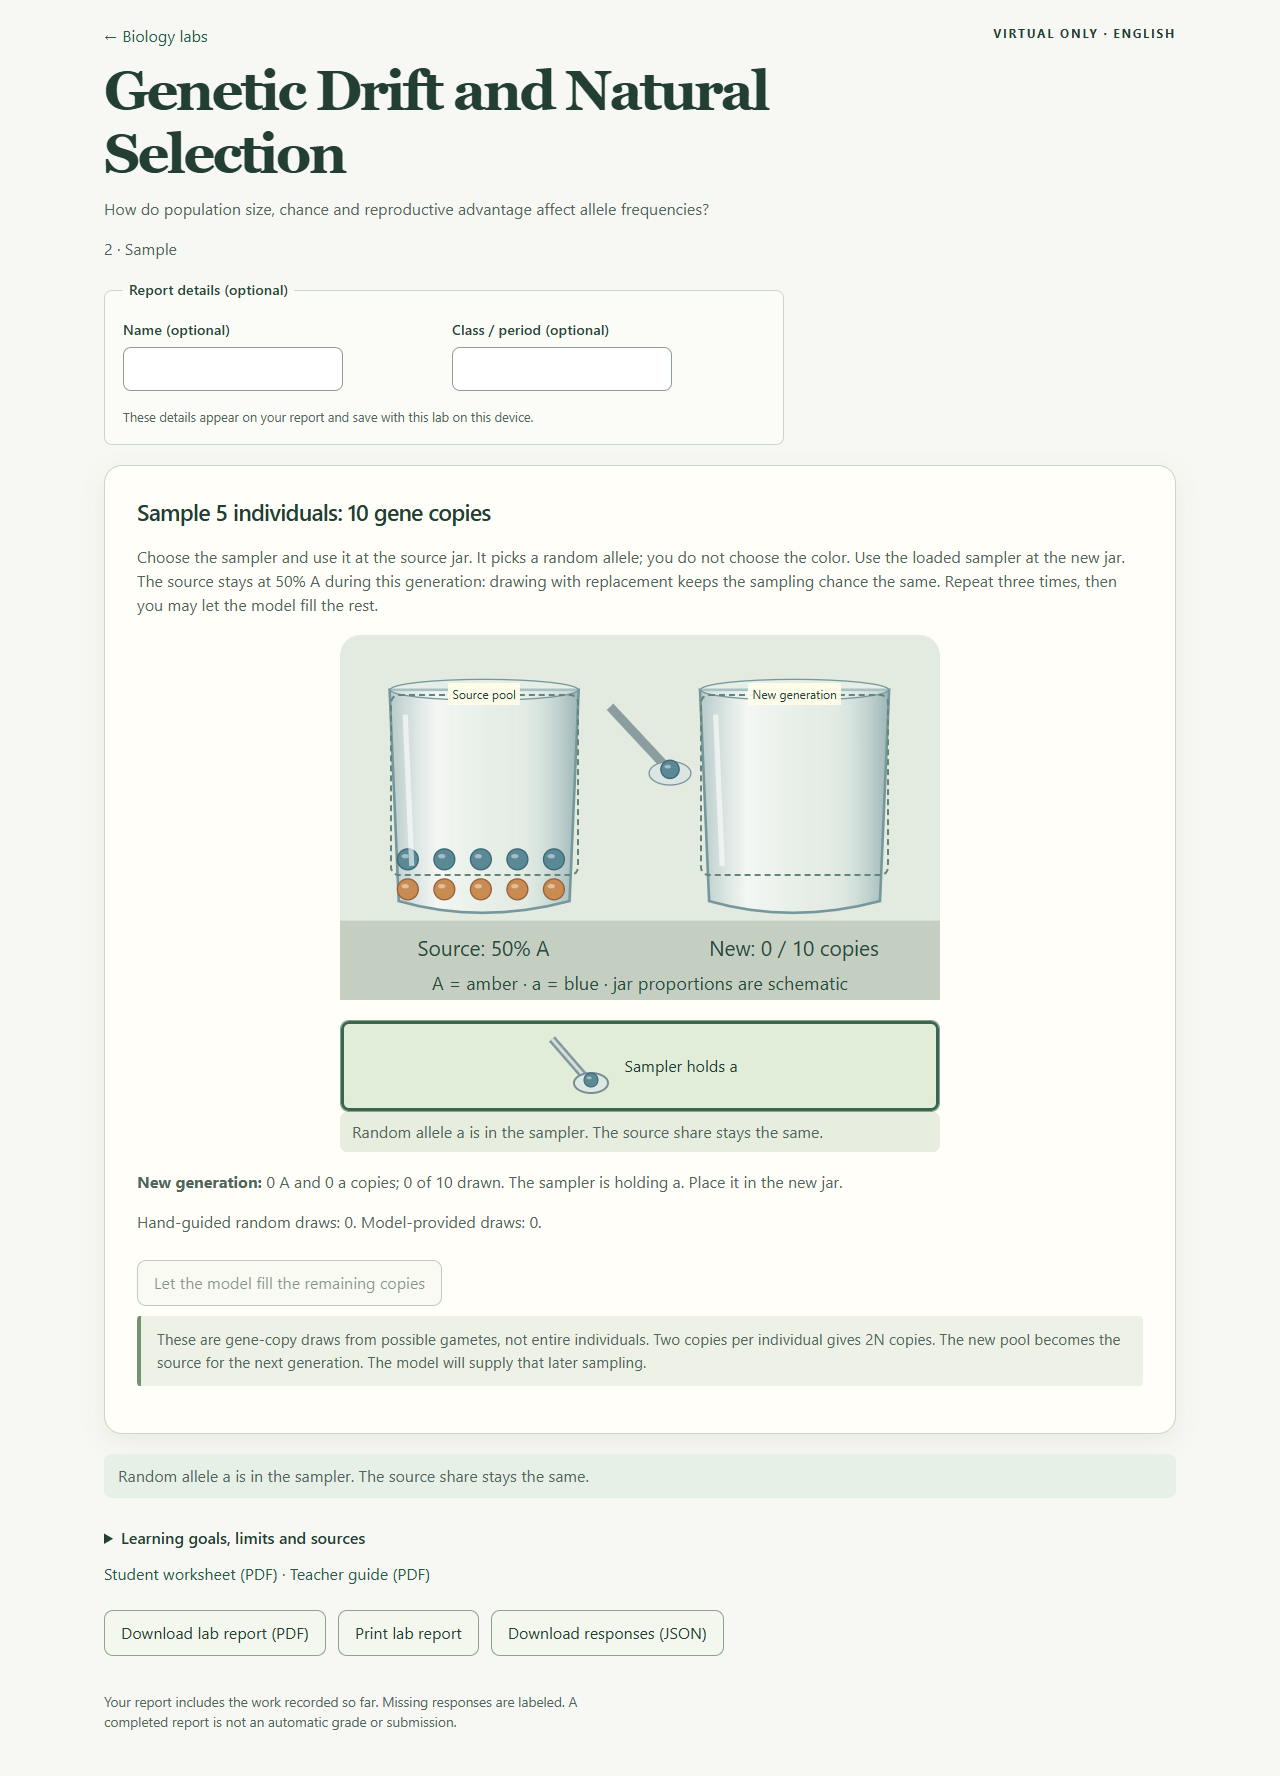 ← Biology labs
VIRTUAL ONLY · ENGLISH
Genetic Drift and Natural
Selection
How do population size, chance and reproductive advantage affect allele frequencies?
2 · Sample
Report details (optional)
Name (optional)
Class / period (optional)
These details appear on your report and save with this lab on this device.
Sample 5 individuals: 10 gene copies
Choose the sampler and use it at the source jar. It picks a random allele; you do not choose the color. Use the loaded sampler at the new jar.
The source stays at 50% A during this generation: drawing with replacement keeps the sampling chance the same. Repeat three times, then
you may let the model fill the rest.
Source pool
New generation
Source: 50% A
New: 0 / 10 copies
A = amber · a = blue · jar proportions are schematic
Sampler holds a
Random allele a is in the sampler. The source share stays the same.
New generation: 0 A and 0 a copies; 0 of 10 drawn. The sampler is holding a. Place it in the new jar.
Hand-guided random draws: 0. Model-provided draws: 0.
Let the model fill the remaining copies
These are gene-copy draws from possible gametes, not entire individuals. Two copies per individual gives 2N copies. The new pool becomes the
source for the next generation. The model will supply that later sampling.
Random allele a is in the sampler. The source share stays the same.
▶ Learning goals, limits and sources
Student worksheet (PDF) · Teacher guide (PDF)
Download lab report (PDF)
Print lab report
Download responses (JSON)
Your report includes the work recorded so far. Missing responses are labeled. A
completed report is not an automatic grade or submission.